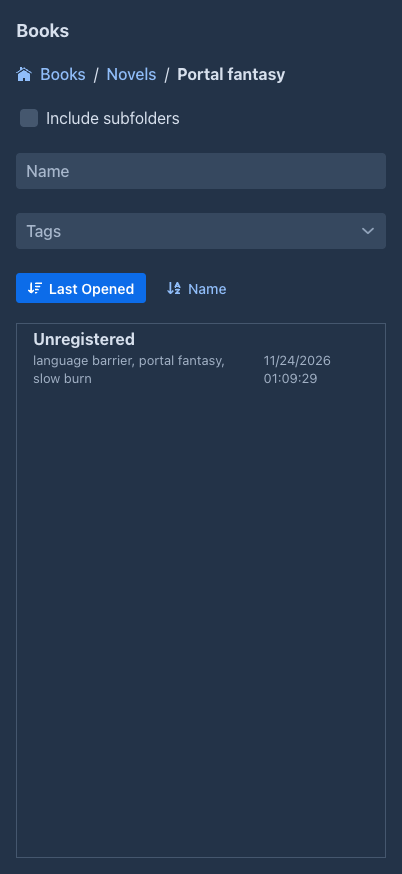 Books
Books / Novels / Portal fantasy
Include subfolders
Name
Tags
Last Opened
Name
Unregistered
language barrier, portal fantasy,
slow burn
11/24/2026
01:09:29